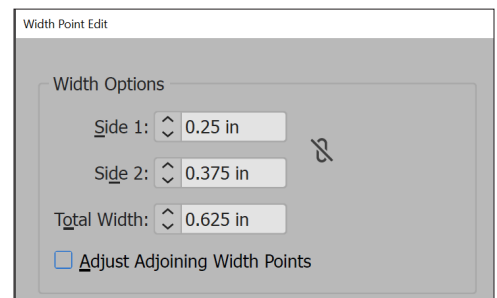 Width Point Edit
Width Options
Side 1: 0.25 in
Side 2: 0.375 in
Total Width: 0.625 in
Adjust Adjoining Width Points